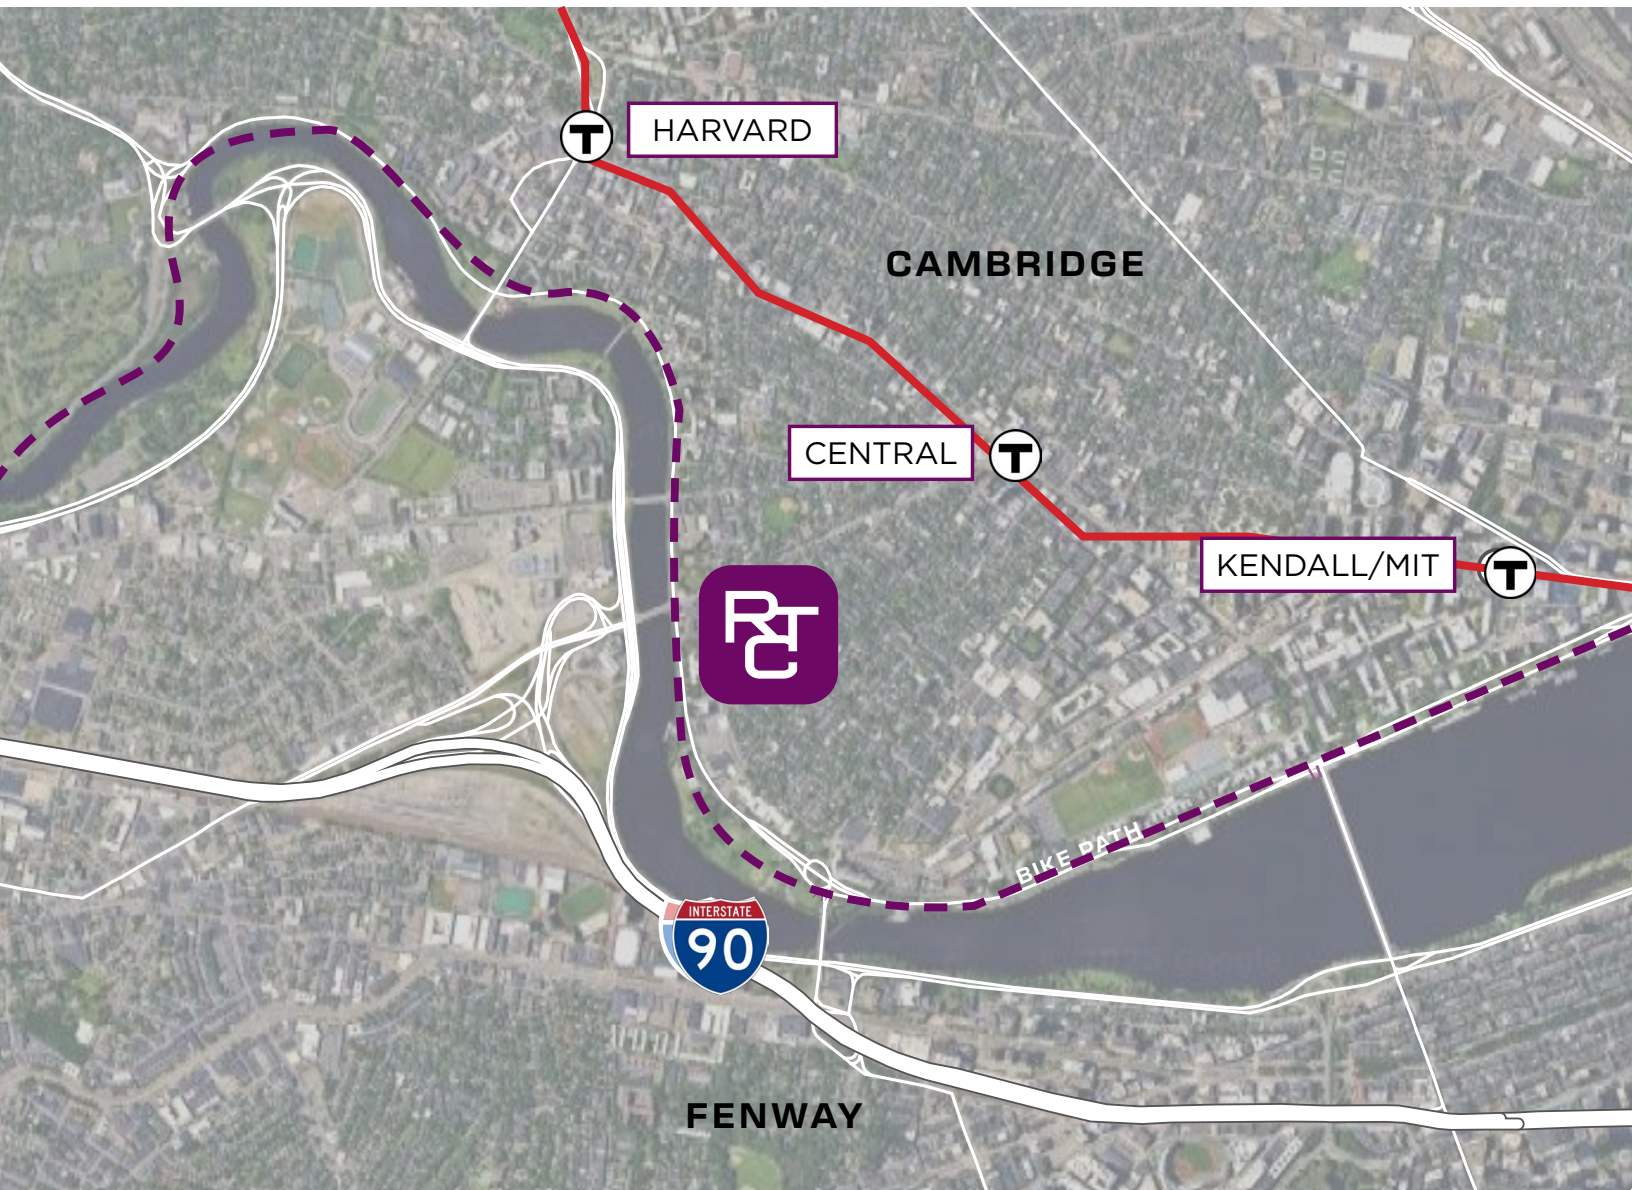 T
HARVARD
CAMBRIDGE
CENTRAL
T
KENDALL/MIT
T
RTC
BIKE PATH
INTERSTATE
90
FENWAY